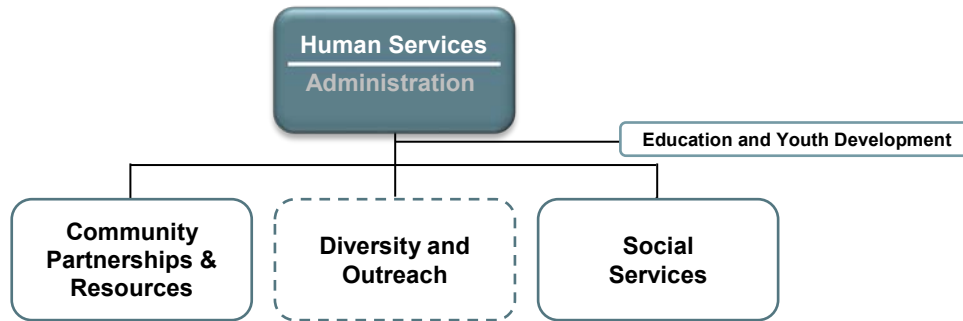 Human Services
Administration
Education and Youth Development
Community
Partnerships &
Resources
Diversity and
Outreach
Social
Services